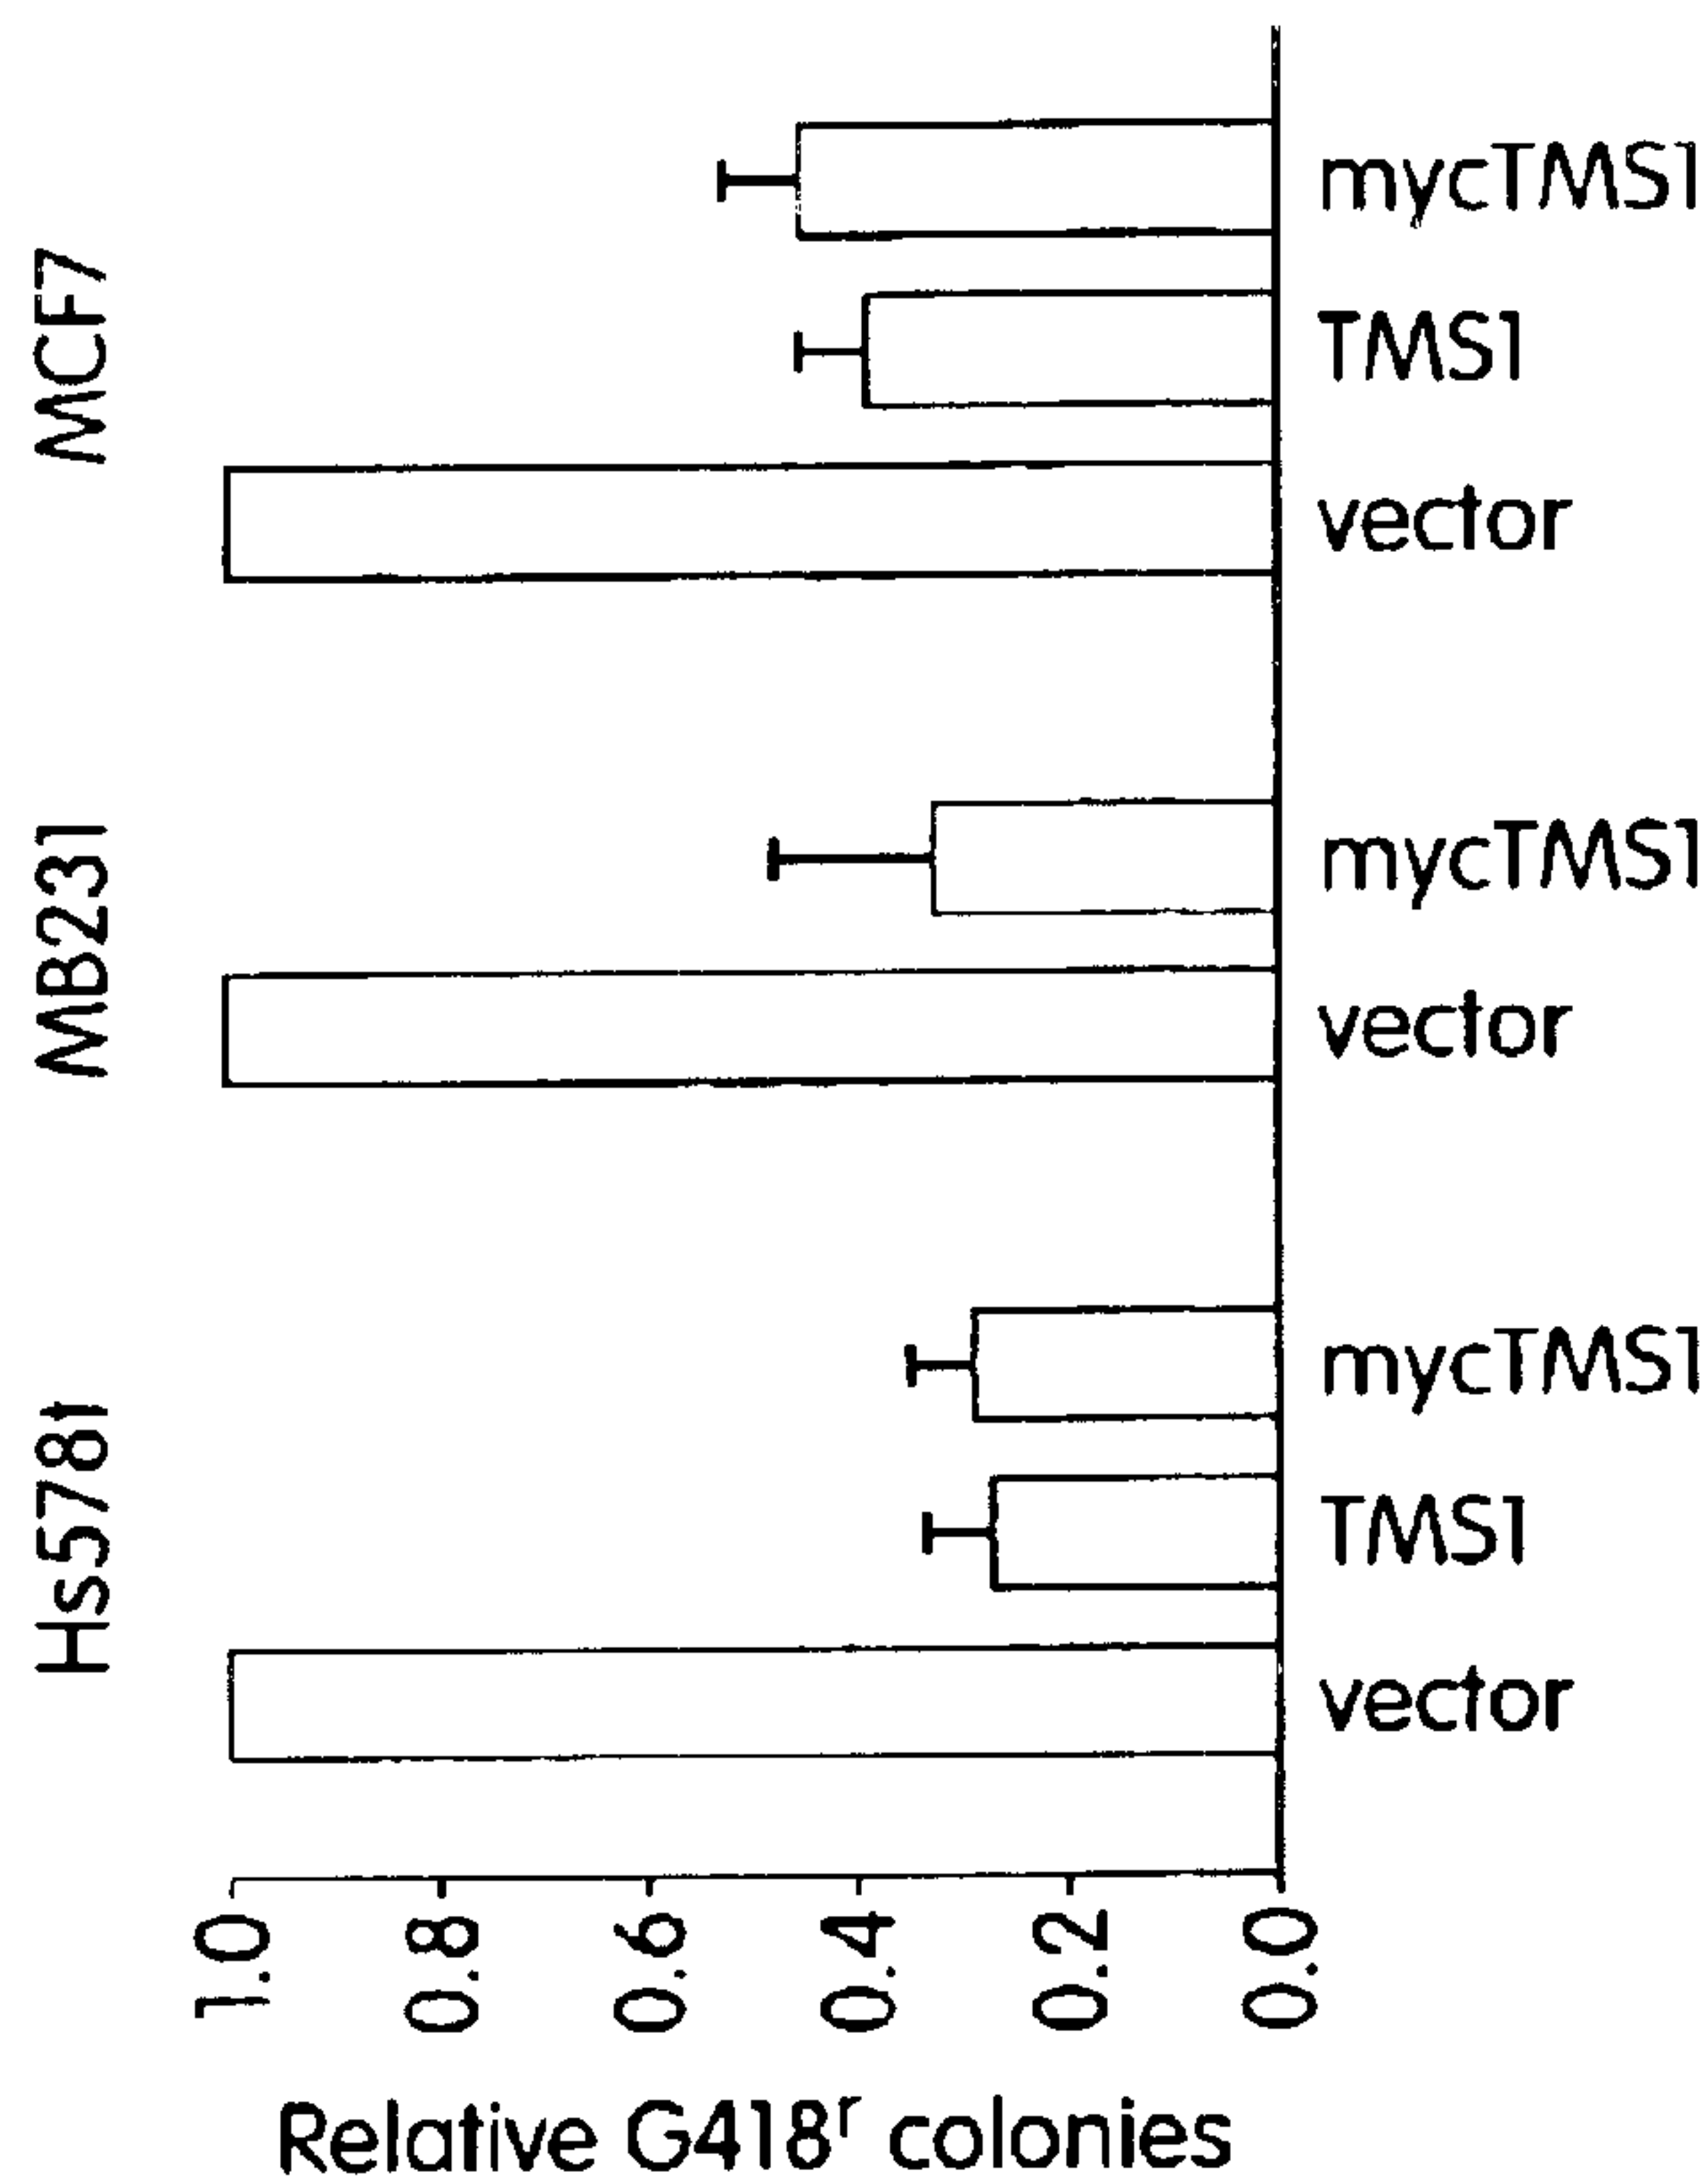 Hs578t
MB231
MCF7
Relative G418ʳ colonies
1.0
0.8
0.6
0.4
0.2
0.0
vector
TMS1
mycTMS1
vector
mycTMS1
vector
TMS1
mycTMS1